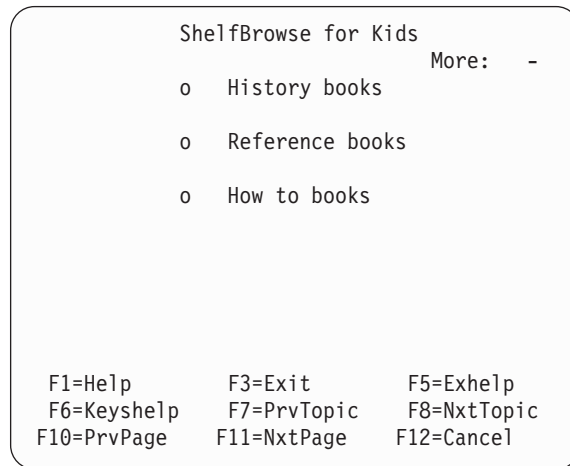 ShelfBrowse for Kids
More: -
o History books
o Reference books
o How to books
F1=Help F3=Exit F5=Exhelp
F6=Keyshelp F7=PrvTopic F8=NxtTopic
F10=PrvPage F11=NxtPage F12=Cancel